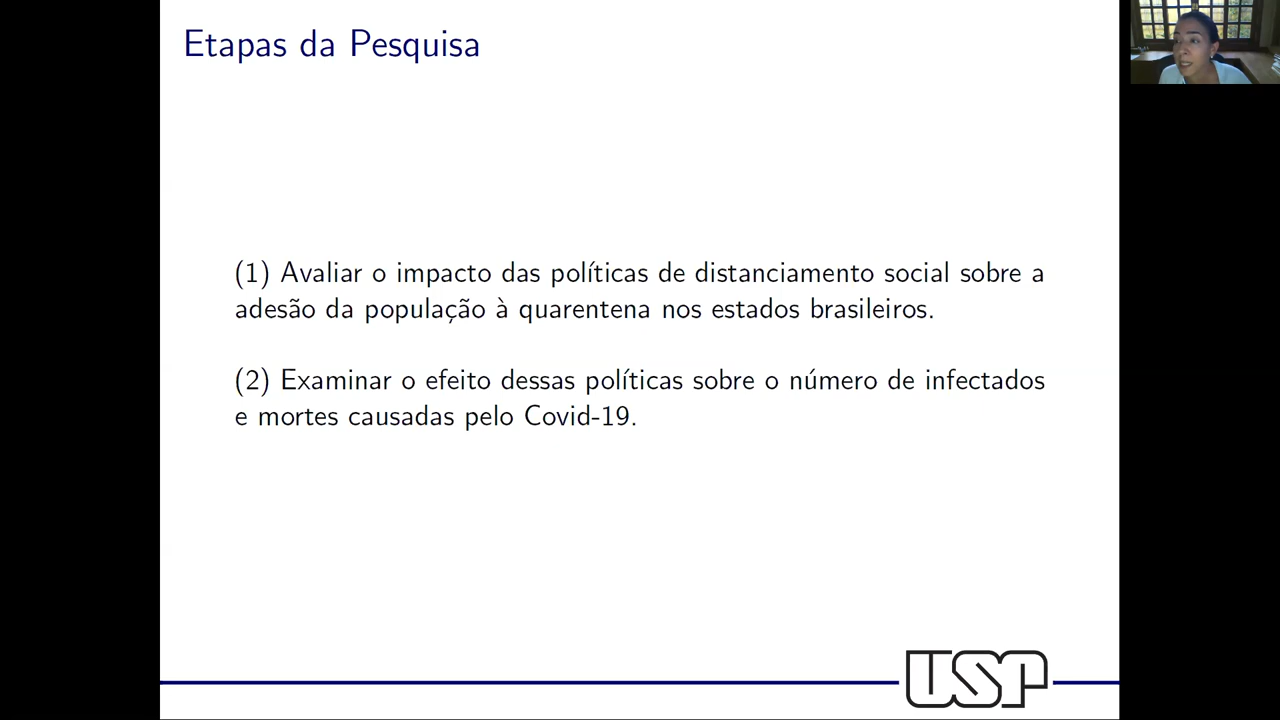 Etapas da Pesquisa
(1) Avaliar o impacto das políticas de distanciamento social sobre a
adesão da população à quarentena nos estados brasileiros.
(2) Examinar o efeito dessas políticas sobre o número de infectados
e mortes causadas pelo Covid-19.
USP